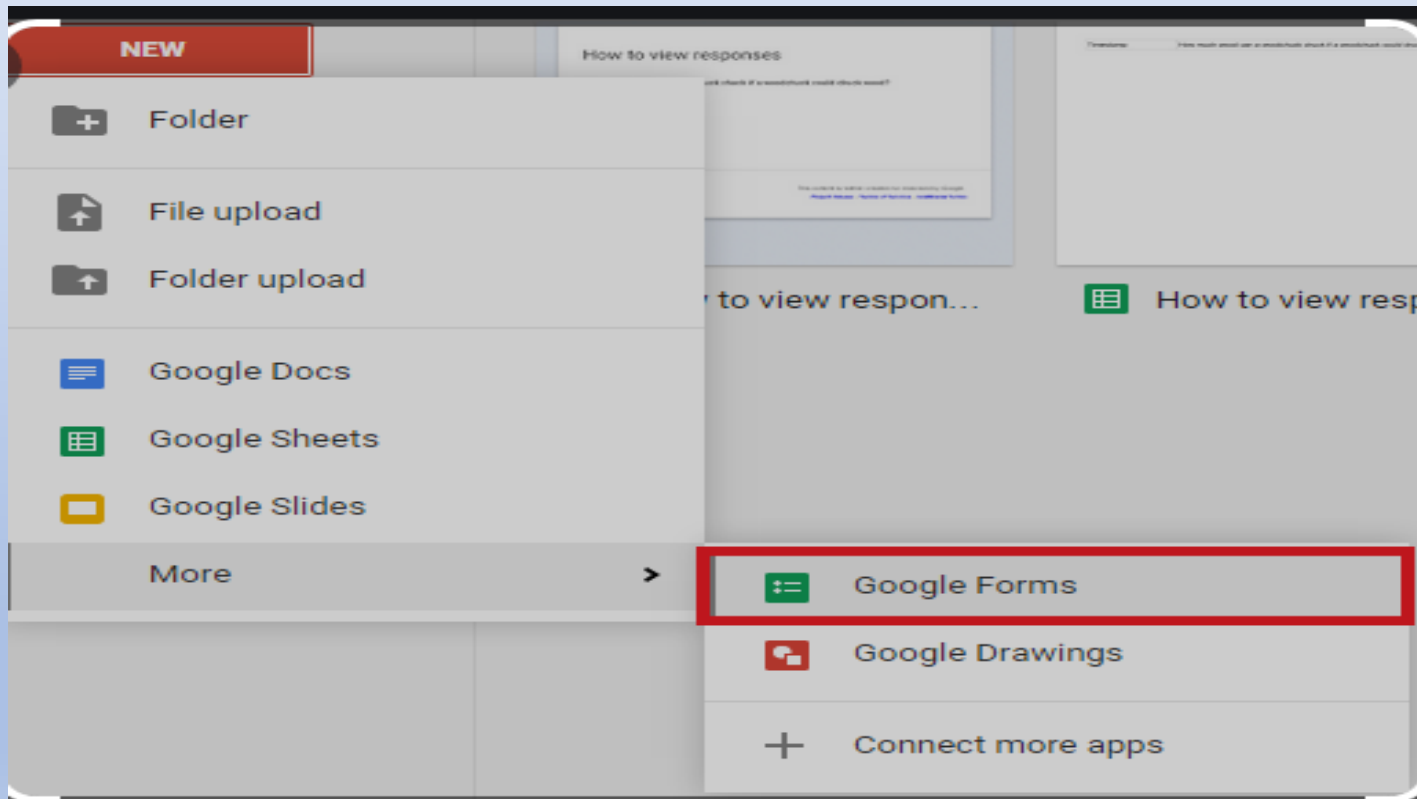 NEW
How to view responses
Folder
File upload
Folder upload
to view respon...
How to view resp
Google Docs
Google Sheets
Google Slides
More
Google Forms
Google Drawings
Connect more apps